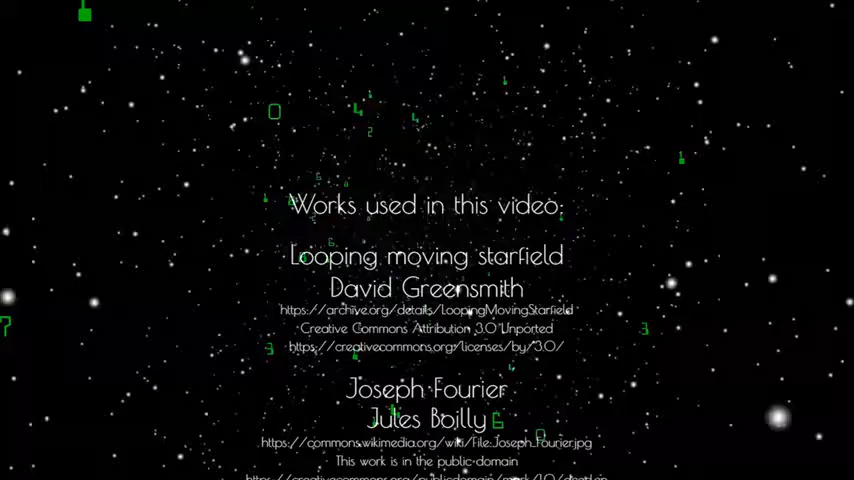 Works used in this video:
Looping moving starfield
David Greensmith
https://archive.org/details/LoopingMovingStarfield
Creative Commons Attribution 3.0 Unported
https://creativecommons.org/licenses/by/3.0/
Joseph Fourier
Jules Boilly
https://commons.wikimedia.org/wiki/File:Joseph_Fourier.jpg
This work is in the public domain